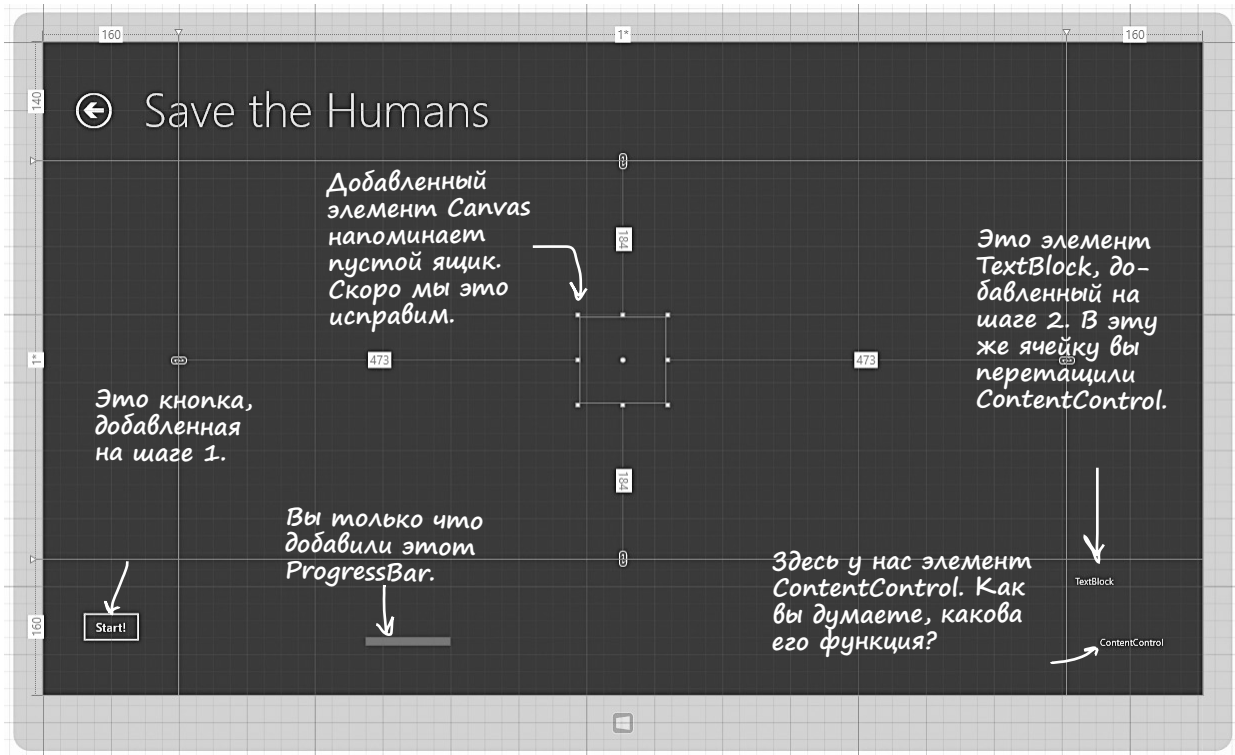 160
1*
160
140
Save the Humans
Добавленный
элемент Canvas
напоминает
пустой ящик.
Скоро мы это
исправим.
184
Это элемент
TextBlock, до-
бавленный на
шаге 2. В эту
же ячейку вы
перетащили
ContentControl.
1*
473
473
Это кнопка,
добавленная
на шаге 1.
184
Вы только что
добавили этот
ProgressBar.
Здесь у нас элемент
ContentControl. Как
вы думаете, какова
его функция?
TextBlock
160
Start!
ContentControl